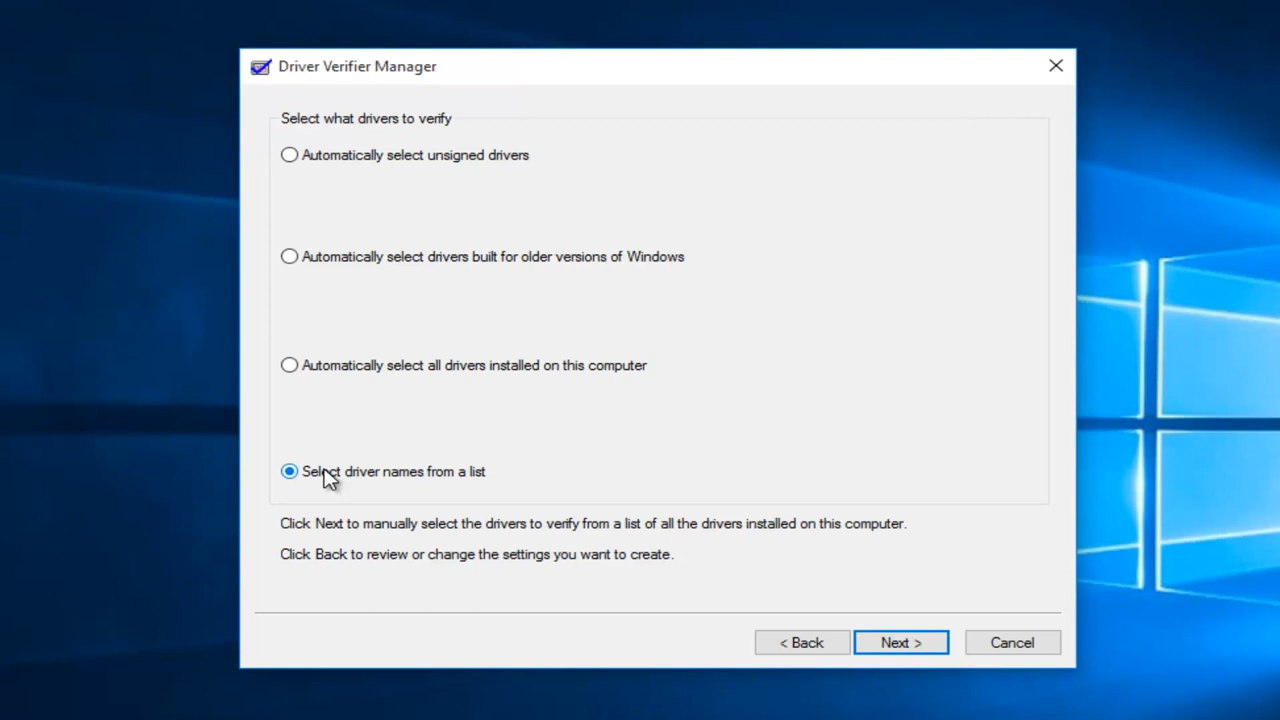 Driver Verifier Manager
Select what drivers to verify
Automatically select unsigned drivers
Automatically select drivers built for older versions of Windows
Automatically select all drivers installed on this computer
Select driver names from a list
Click Next to manually select the drivers to verify from a list of all the drivers installed on this computer.
Click Back to review or change the settings you want to create.
< Back Next > Cancel